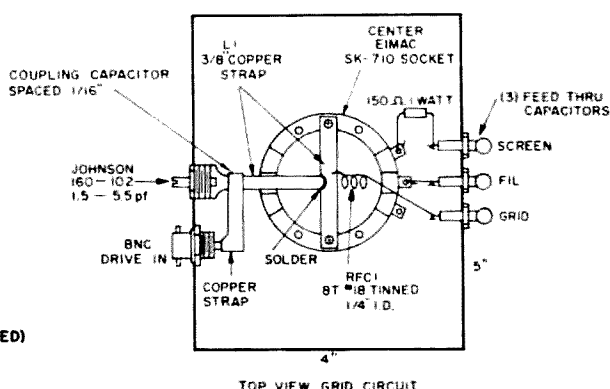 CENTER
EIMAC
SK-710 SOCKET
L1
3/8" COPPER
STRAP
COUPLING CAPACITOR
SPACED 1/16"
150Ω, 1 WATT
(3) FEED THRU
CAPACITORS
SCREEN
JOHNSON
160-102
1.5 - 5.5 pf
FIL
GRID
BNC
DRIVE IN
SOLDER
COPPER
STRAP
RFC1
8T #18 TINNED
1/4" I.D.
5"
ED)
4"
TOP VIEW GRID CIRCUIT